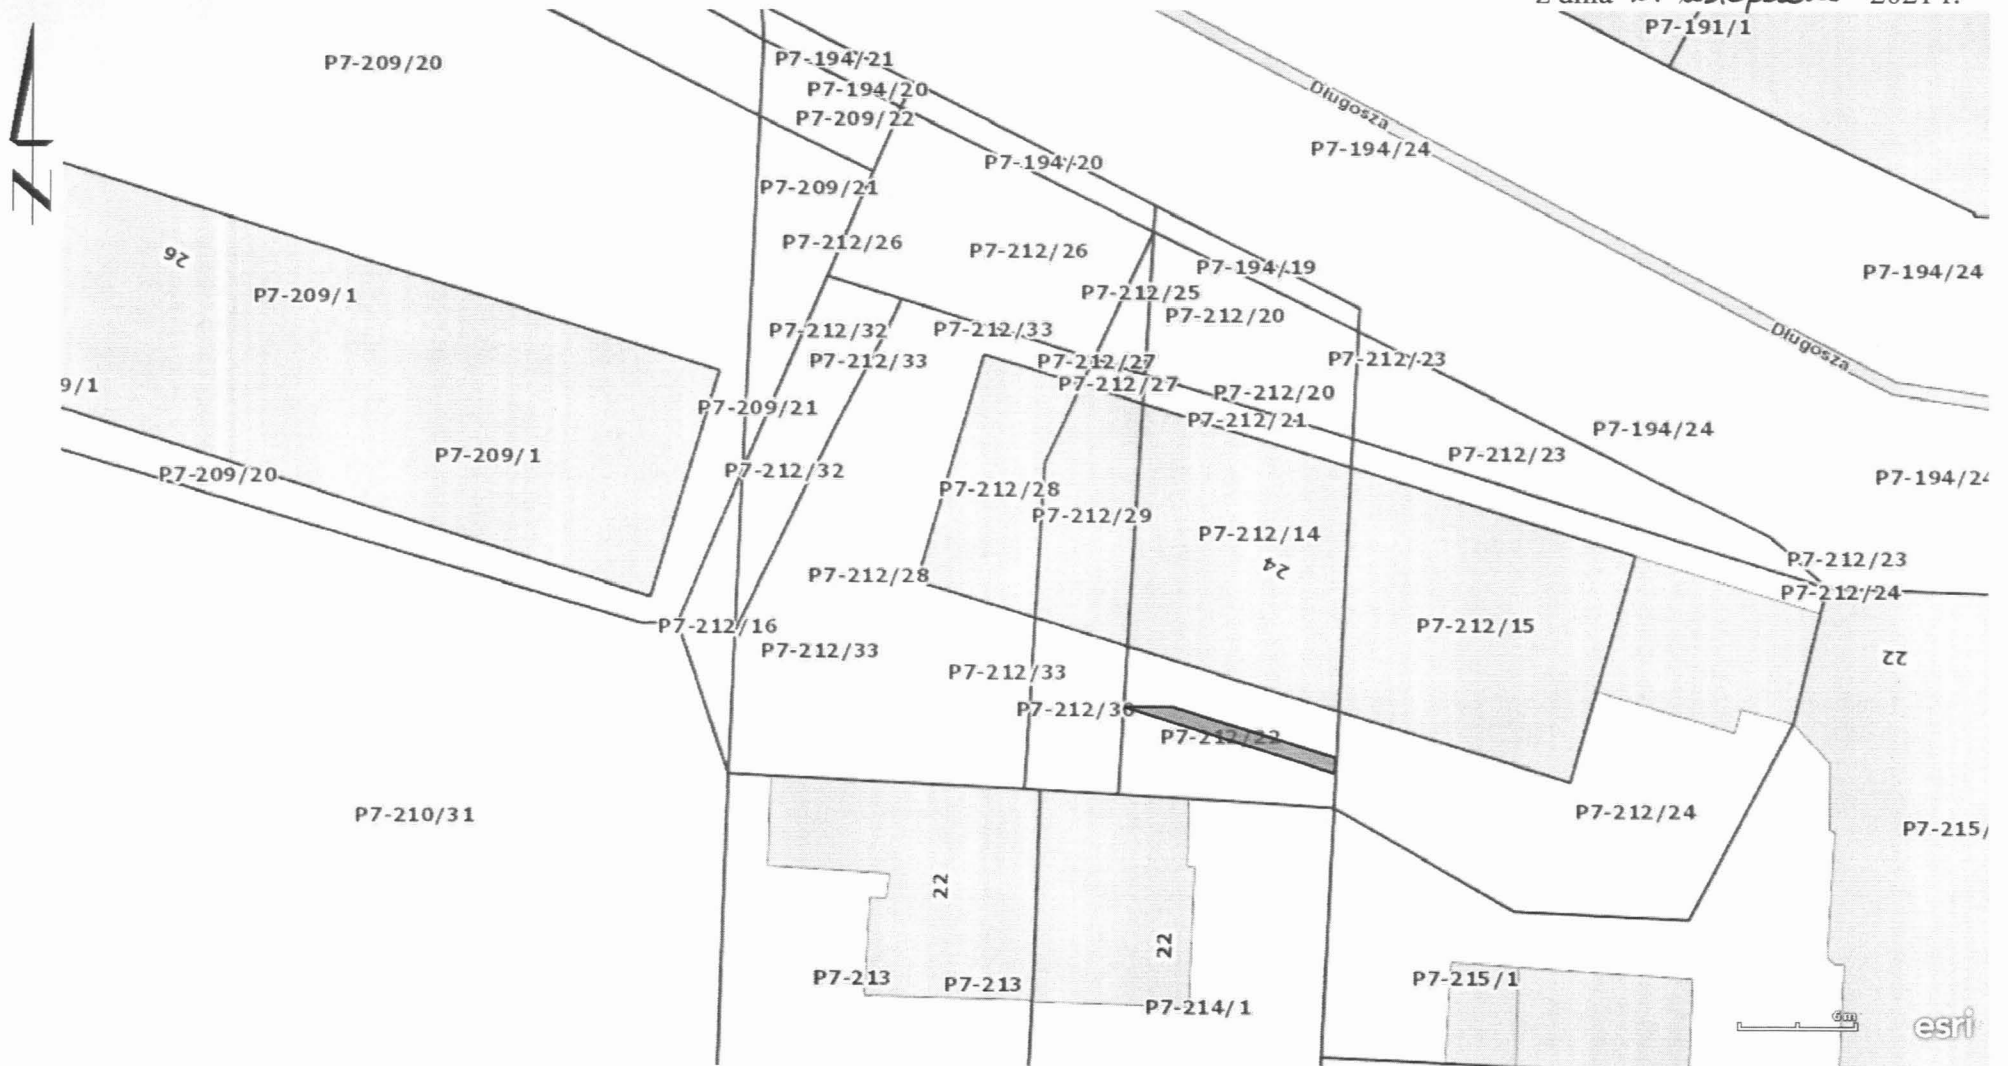 z dnia 2021 r.
P7-191/1
P7-209/20
P7-194/21
P7-194/20
P7-209/22
Długosza
P7-194/24
P7-194/20
P7-209/21
P7-212/26
P7-212/26
26
P7-209/1
P7-194/19
P7-194/24
P7-212/25
P7-212/20
P7-212/32
P7-212/33
P7-212/33
P7-212/27
P7-212/23
Długosza
9/1
P7-212/27
P7-212/20
P7-209/21
P7-212/21
P7-194/24
P7-209/1
P7-212/23
P7-209/20
P7-212/32
P7-194/24
P7-212/28
P7-212/29
P7-212/14
24
P7-212/23
P7-212/28
P7-212/24
P7-212/16
P7-212/15
P7-212/33
22
P7-212/33
P7-212/30
P7-212/22
P7-210/31
P7-212/24
P7-215/
22
22
P7-213
P7-213
P7-215/1
P7-214/1
6m
esri
N